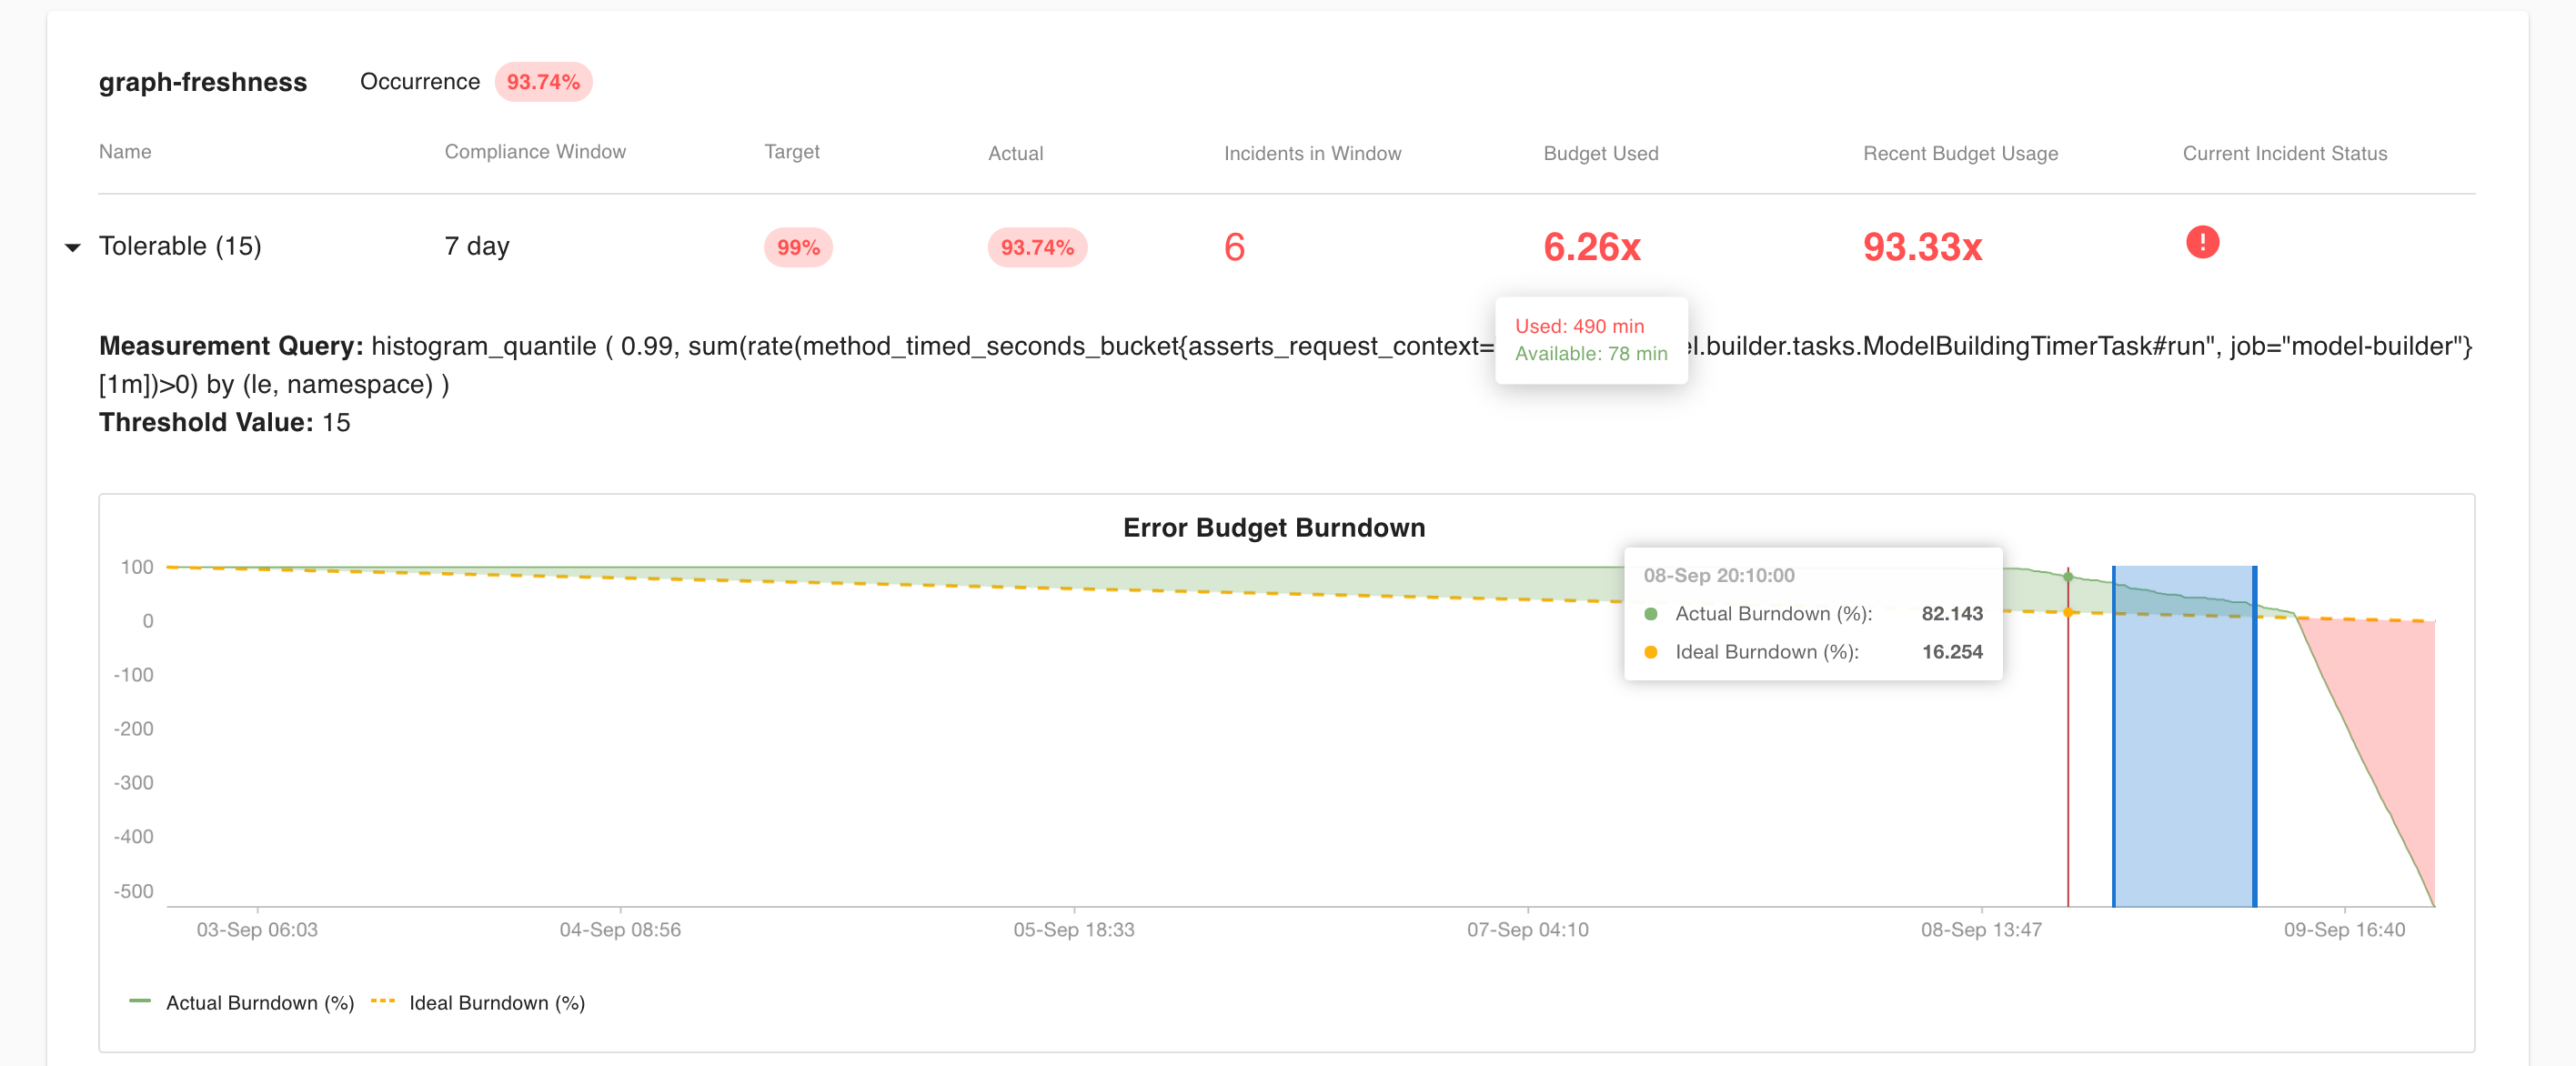 graph-freshness Occurrence 93.74%
Name Compliance Window Target Actual Incidents in Window Budget Used Recent Budget Usage Current Incident Status
Tolerable (15) 7 day 99% 93.74% 6 6.26x 93.33x !
Used: 490 min
Available: 78 min
Measurement Query: histogram_quantile ( 0.99, sum(rate(method_timed_seconds_bucket{asserts_request_context= l.builder.tasks.ModelBuildingTimerTask#run", job="model-builder"}
[1m])>0) by (le, namespace) )
Threshold Value: 15
Error Budget Burndown
08-Sep 20:10:00
Actual Burndown (%): 82.143
Ideal Burndown (%): 16.254
100
0
-100
-200
-300
-400
-500
03-Sep 06:03 04-Sep 08:56 05-Sep 18:33 07-Sep 04:10 08-Sep 13:47 09-Sep 16:40
Actual Burndown (%) Ideal Burndown (%)